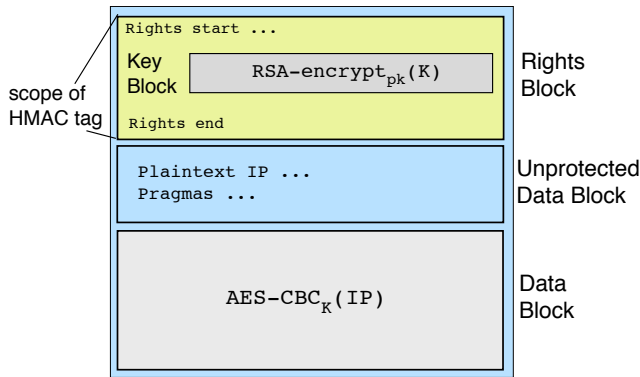 Rights start ...
Key
Block
RSA-encrypt_pk(K)
Rights
Block
scope of
HMAC tag
Rights end
Plaintext IP ...
Pragmas ...
Unprotected
Data Block
AES-CBC_K(IP)
Data
Block